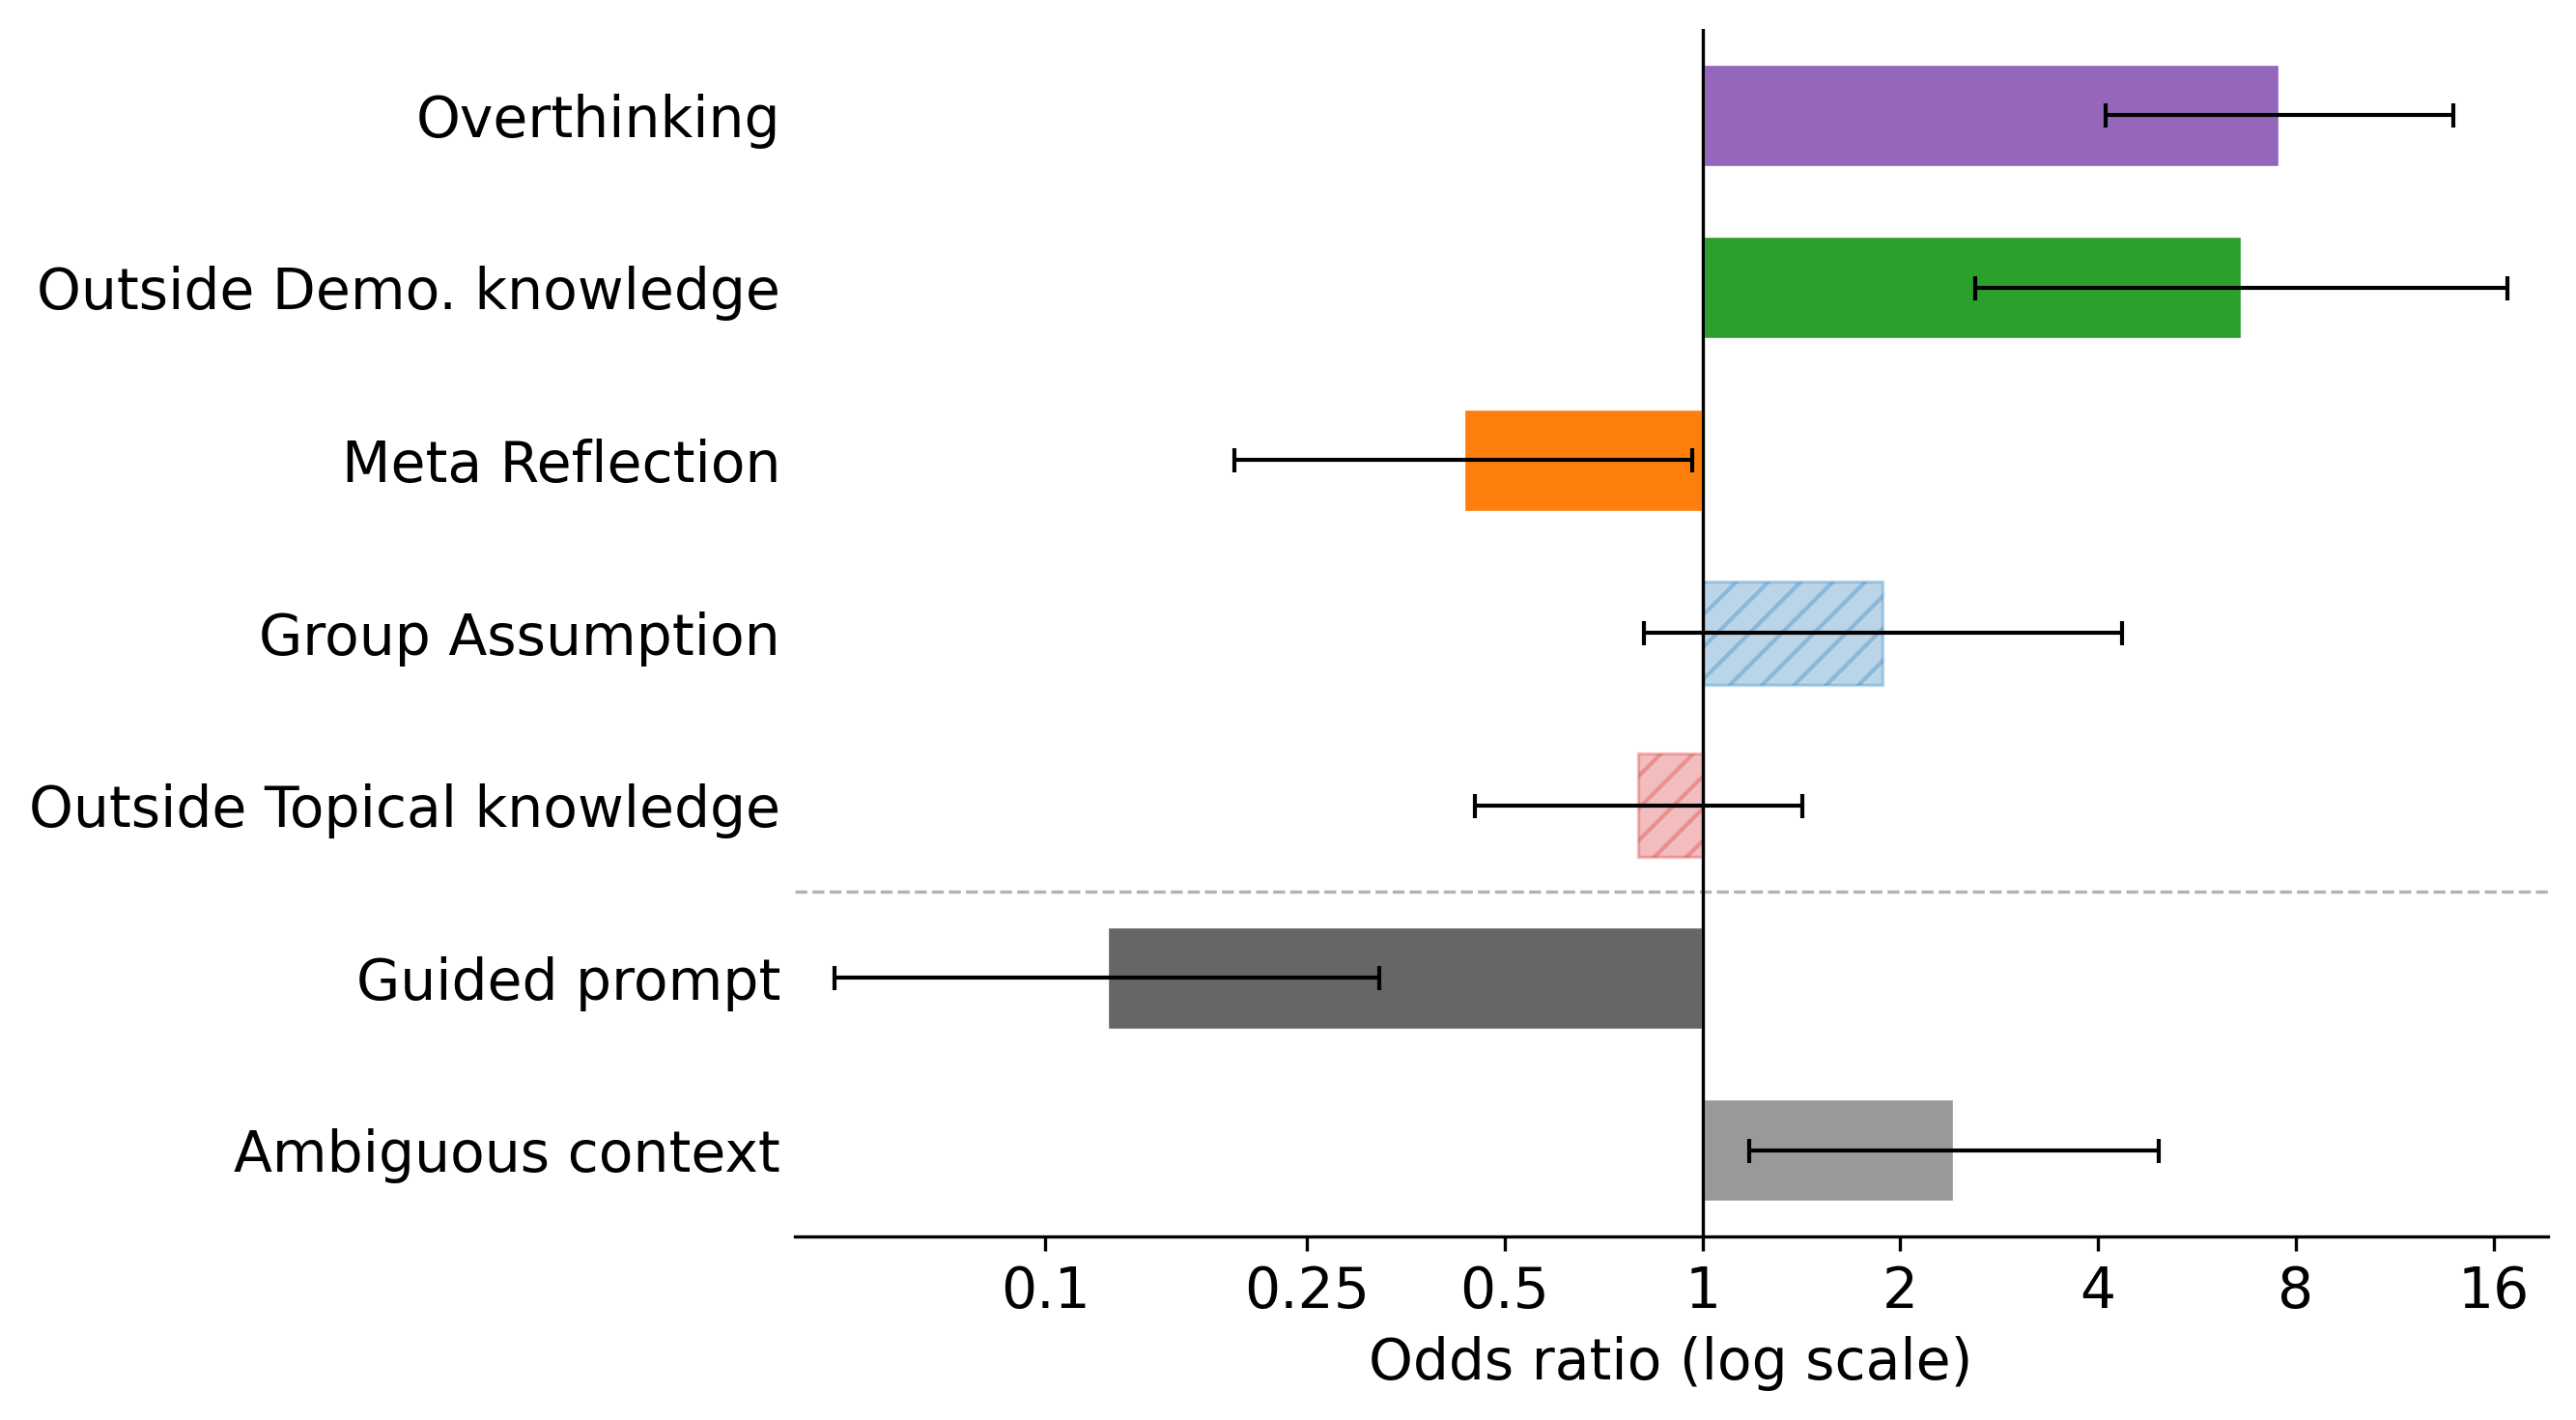 Overthinking
Outside Demo. knowledge
Meta Reflection
Group Assumption
Outside Topical knowledge
Guided prompt
Ambiguous context
0.1 0.25 0.5 1 2 4 8 16
Odds ratio (log scale)